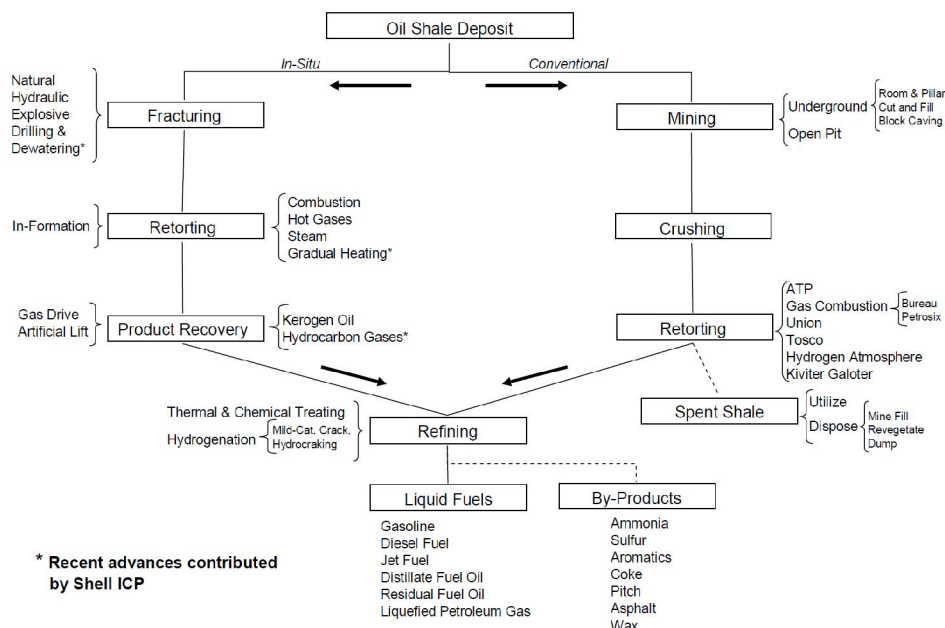 Oil Shale Deposit
In-Situ
Conventional
Natural
Hydraulic
Explosive
Drilling &
Dewatering*
Fracturing
Mining
Underground
Open Pit
Room & Pillar
Cut and Fill
Block Caving
In-Formation
Retorting
Combustion
Hot Gases
Steam
Gradual Heating*
Crushing
Gas Drive
Artificial Lift
Product Recovery
Kerogen Oil
Hydrocarbon Gases*
Retorting
ATP
Gas Combustion
Union
Tosco
Hydrogen Atmosphere
Kiviter Galoter
Bureau
Petrosix
Thermal & Chemical Treating
Hydrogenation
Mild-Cat. Crack.
Hydrocraking
Refining
Spent Shale
Utilize
Dispose
Mine Fill
Revegetate
Dump
Liquid Fuels
Gasoline
Diesel Fuel
Jet Fuel
Distillate Fuel Oil
Residual Fuel Oil
Liquefied Petroleum Gas
By-Products
Ammonia
Sulfur
Aromatics
Coke
Pitch
Asphalt
Wax
* Recent advances contributed
by Shell ICP